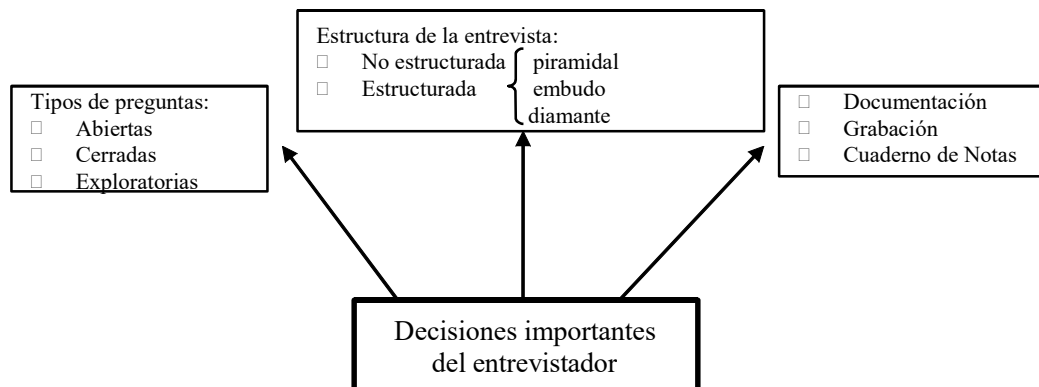 Estructura de la entrevista:
No estructurada piramidal
Estructurada embudo
diamante
Tipos de preguntas:
Abiertas
Cerradas
Exploratorias
Documentación
Grabación
Cuaderno de Notas
Decisiones importantes
del entrevistador